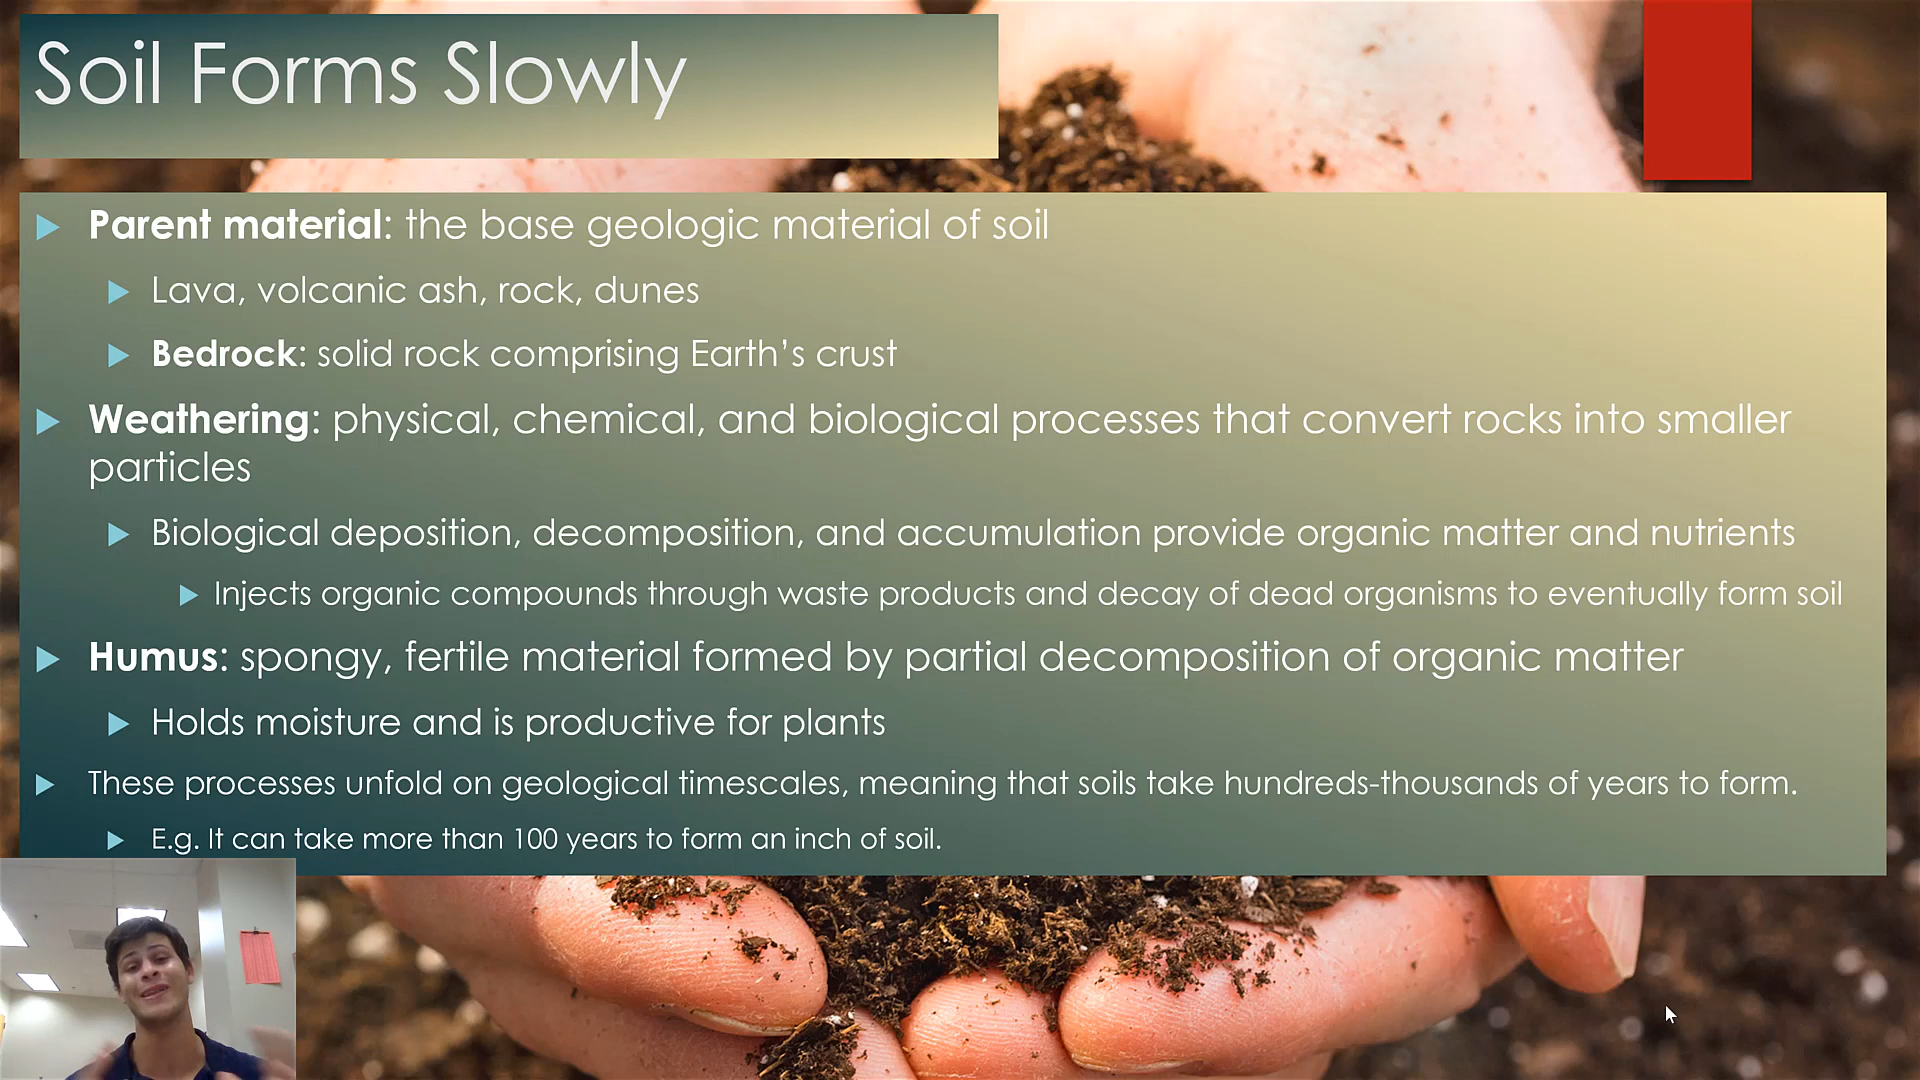 Soil Forms Slowly
Parent material: the base geologic material of soil
Lava, volcanic ash, rock, dunes
Bedrock: solid rock comprising Earth’s crust
Weathering: physical, chemical, and biological processes that convert rocks into smaller
particles
Biological deposition, decomposition, and accumulation provide organic matter and nutrients
Injects organic compounds through waste products and decay of dead organisms to eventually form soil
Humus: spongy, fertile material formed by partial decomposition of organic matter
Holds moisture and is productive for plants
These processes unfold on geological timescales, meaning that soils take hundreds-thousands of years to form.
E.g. It can take more than 100 years to form an inch of soil.